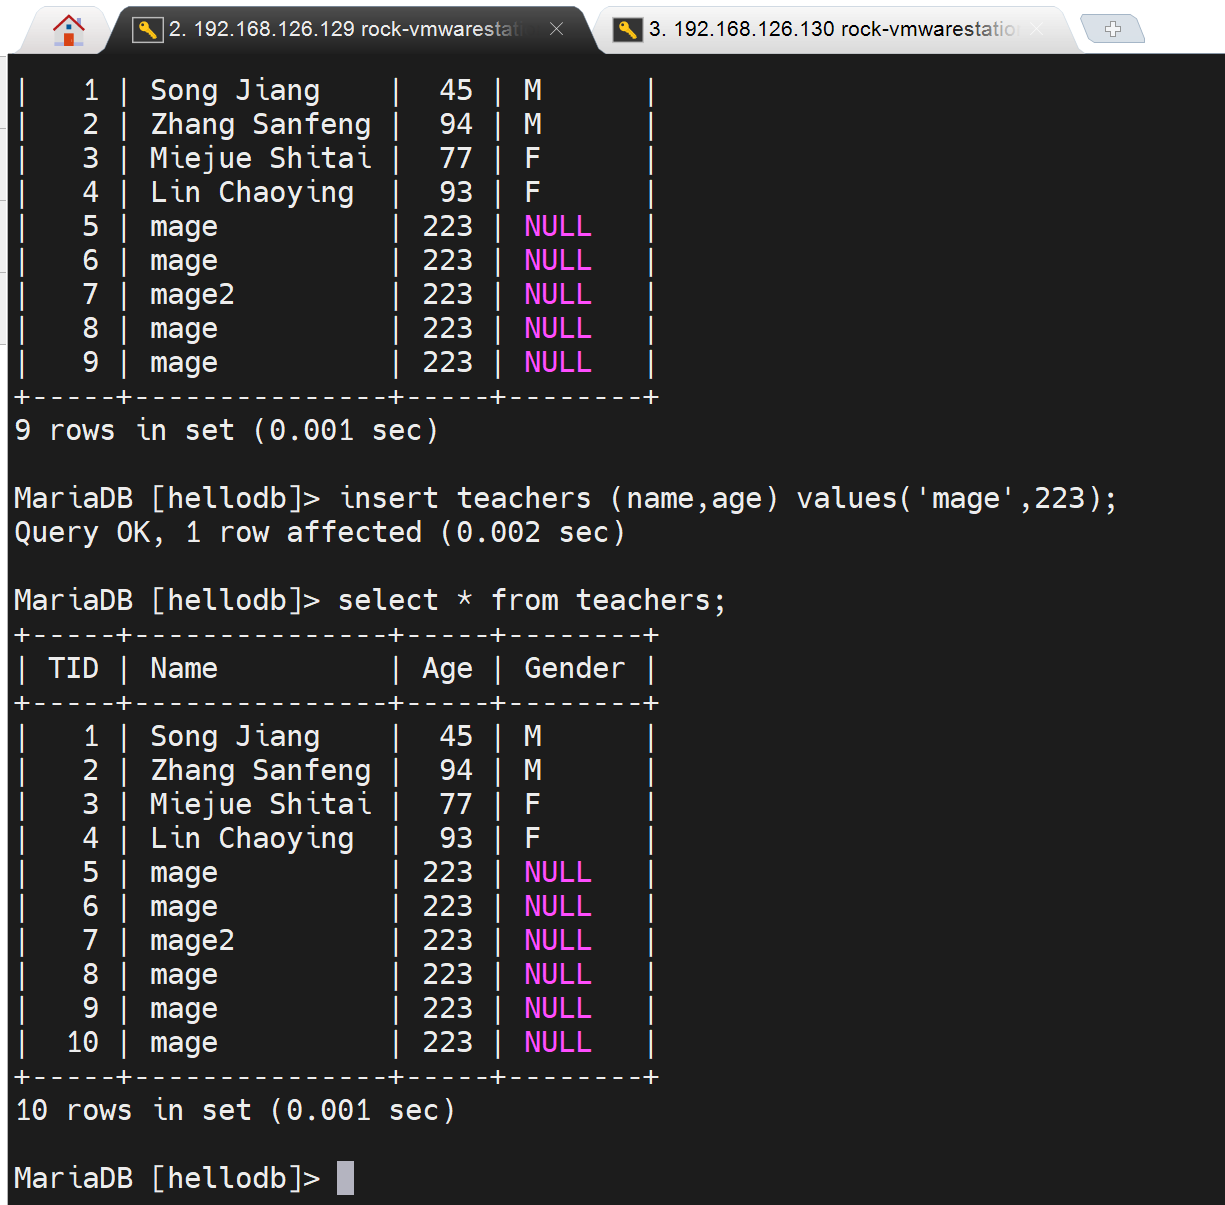 2. 192.168.126.129 rock-vmwarestat
3. 192.168.126.130 rock-vmwarestatio
|   1 | Song Jiang    |  45 | M      |
|   2 | Zhang Sanfeng |  94 | M      |
|   3 | Miejue Shitai |  77 | F      |
|   4 | Lin Chaoying  |  93 | F      |
|   5 | mage          | 223 | NULL   |
|   6 | mage          | 223 | NULL   |
|   7 | mage2         | 223 | NULL   |
|   8 | mage          | 223 | NULL   |
|   9 | mage          | 223 | NULL   |
+-----+---------------+-----+--------+
9 rows in set (0.001 sec)
MariaDB [hellodb]> insert teachers (name,age) values('mage',223);
Query OK, 1 row affected (0.002 sec)
MariaDB [hellodb]> select * from teachers;
+-----+---------------+-----+--------+
| TID | Name          | Age | Gender |
+-----+---------------+-----+--------+
|   1 | Song Jiang    |  45 | M      |
|   2 | Zhang Sanfeng |  94 | M      |
|   3 | Miejue Shitai |  77 | F      |
|   4 | Lin Chaoying  |  93 | F      |
|   5 | mage          | 223 | NULL   |
|   6 | mage          | 223 | NULL   |
|   7 | mage2         | 223 | NULL   |
|   8 | mage          | 223 | NULL   |
|   9 | mage          | 223 | NULL   |
|  10 | mage          | 223 | NULL   |
+-----+---------------+-----+--------+
10 rows in set (0.001 sec)
MariaDB [hellodb]>